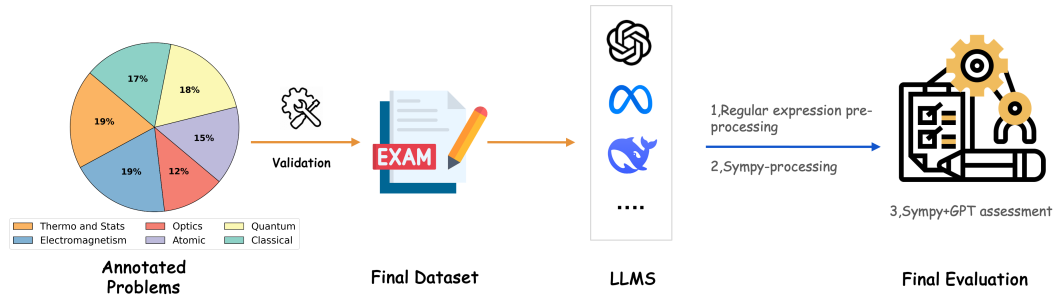 17%
18%
19%
15%
19%
12%
Thermo and Stats
Optics
Quantum
Electromagnetism
Atomic
Classical
Annotated
Problems
Validation
EXAM
Final Dataset
....
LLMS
1,Regular expression pre-
processing
2,Sympy-processing
3,Sympy+GPT assessment
Final Evaluation